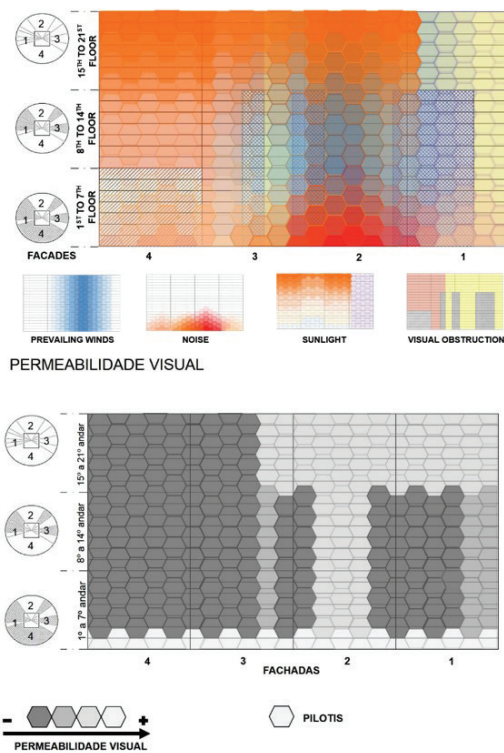 2
1 3
4
15TH TO 21ST
FLOOR
2
1 3
4
8TH TO 14TH
FLOOR
2
1 3
4
1ST TO 7TH
FLOOR
FACADES 4 3 2 1
PREVAILING WINDS NOISE SUNLIGHT VISUAL OBSTRUCTION
PERMEABILIDADE VISUAL
2
1 3
4
15º a 21º andar
2
1 3
4
8º a 14º andar
2
1 3
4
1º a 7º andar
4 3 2 1
FACHADAS
- +
PILOTIS
PERMEABILIDADE VISUAL